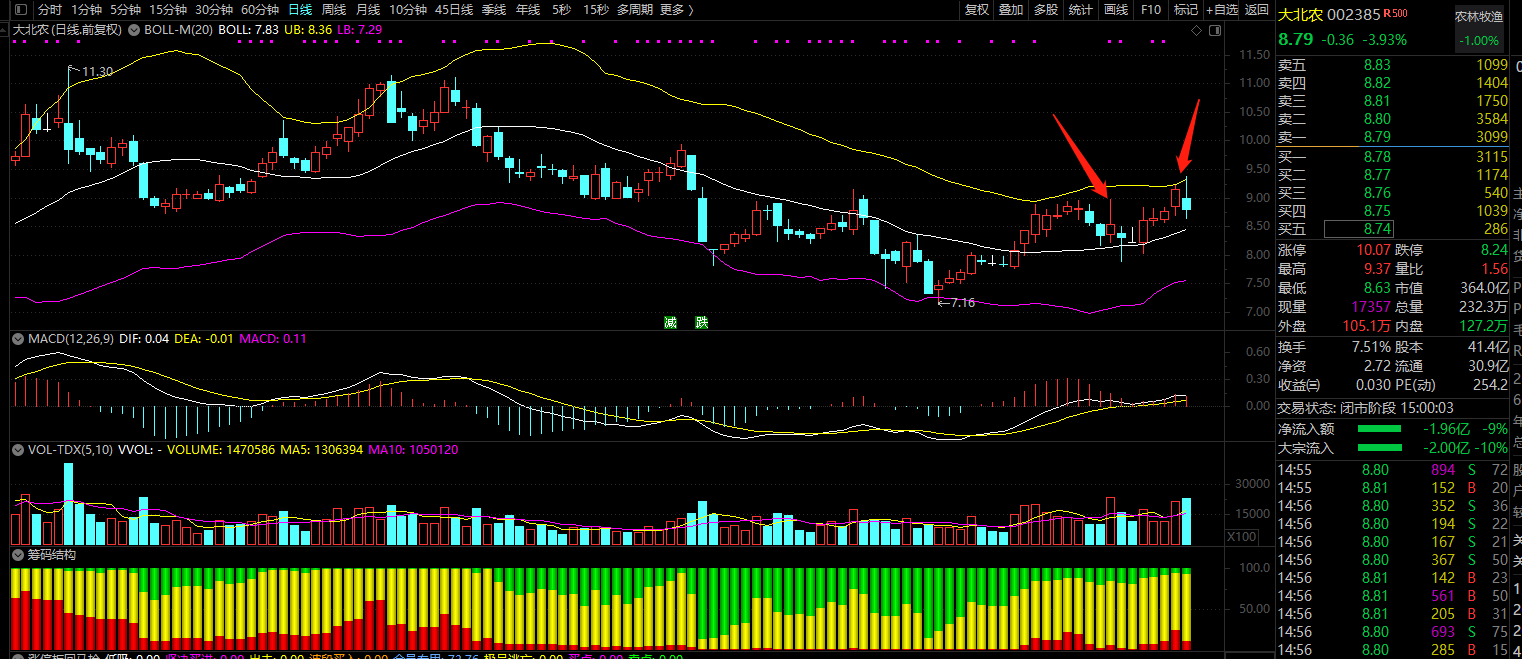 分时 1分钟 5分钟 15分钟 30分钟 60分钟 日线 周线 月线 10分钟 45日线 季线 年线 5秒 15秒 多周期 更多 复权 叠加 多股 统计 画线 F10 标记 +自选 返回
大北农(日线.前复权) BOLL-M(20) BOLL: 7.83 UB: 8.36 LB: 7.29
11.30
7.16
减 跌
11.50
11.00
10.50
10.00
9.50
9.00
8.50
8.00
7.50
7.00
MACD(12,26,9) DIF: 0.04 DEA: -0.01 MACD: 0.11
0.60
0.30
0.00
VOL-TDX(5,10) VVOL: - VOLUME: 1470586 MA5: 1306394 MA10: 1050120
30000
15000
X100
筹码结构
100.0
50.00
大北农 002385 R500
农林牧渔
8.79 -0.36 -3.93%
-1.00%
卖五 8.83 1099
卖四 8.82 1404
卖三 8.81 1750
卖二 8.80 3584
卖一 8.79 3099
买一 8.78 3115
买二 8.77 1174
买三 8.76 540
买四 8.75 1039
买五 8.74 286
涨停 10.07 跌停 8.24
最高 9.37 量比 1.56
最低 8.63 市值 364.0亿
现量 17357 总量 232.3万
外盘 105.1万 内盘 127.2万
换手 7.51% 股本 41.4亿
净资 2.72 流通 30.9亿
收益㈢ 0.030 PE(动) 254.2
交易状态: 闭市阶段 15:00:03
净流入额 -1.96亿 -9%
大宗流入 -2.00亿 -10%
14:55 8.80 894 S 72
14:55 8.81 152 B 20
14:56 8.80 352 S 36
14:56 8.80 194 S 22
14:56 8.80 167 S 21
14:56 8.80 367 S 50
14:56 8.81 142 B 23
14:56 8.81 561 B 50
14:56 8.81 205 B 31
14:56 8.80 693 S 75
14:56 8.80 285 B 15